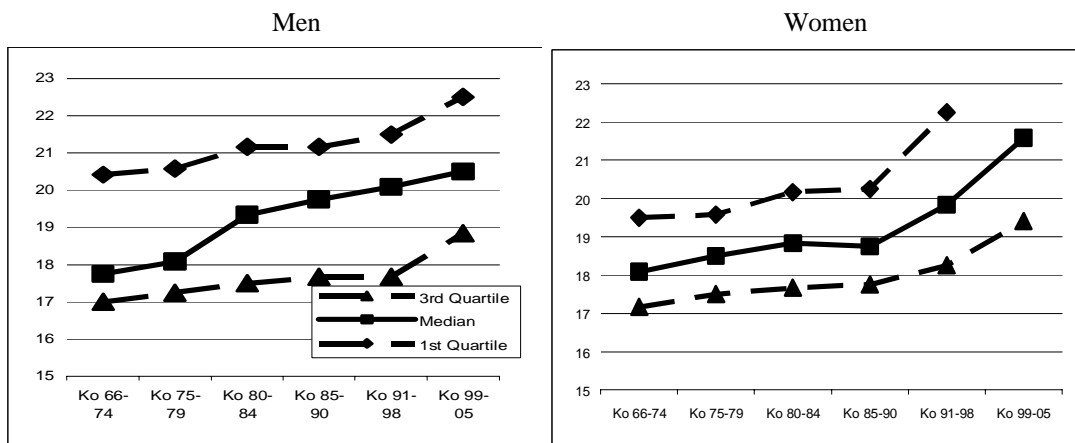 Men
23
22
21
20
19
18
17
16
15
3rd Quartile
Median
1st Quartile
Ko 66-
74
Ko 75-
79
Ko 80-
84
Ko 85-
90
Ko 91-
98
Ko 99-
05
Women
23
22
21
20
19
18
17
16
15
Ko 66-74 Ko 75-79 Ko 80-84 Ko 85-90 Ko 91-98 Ko 99-05